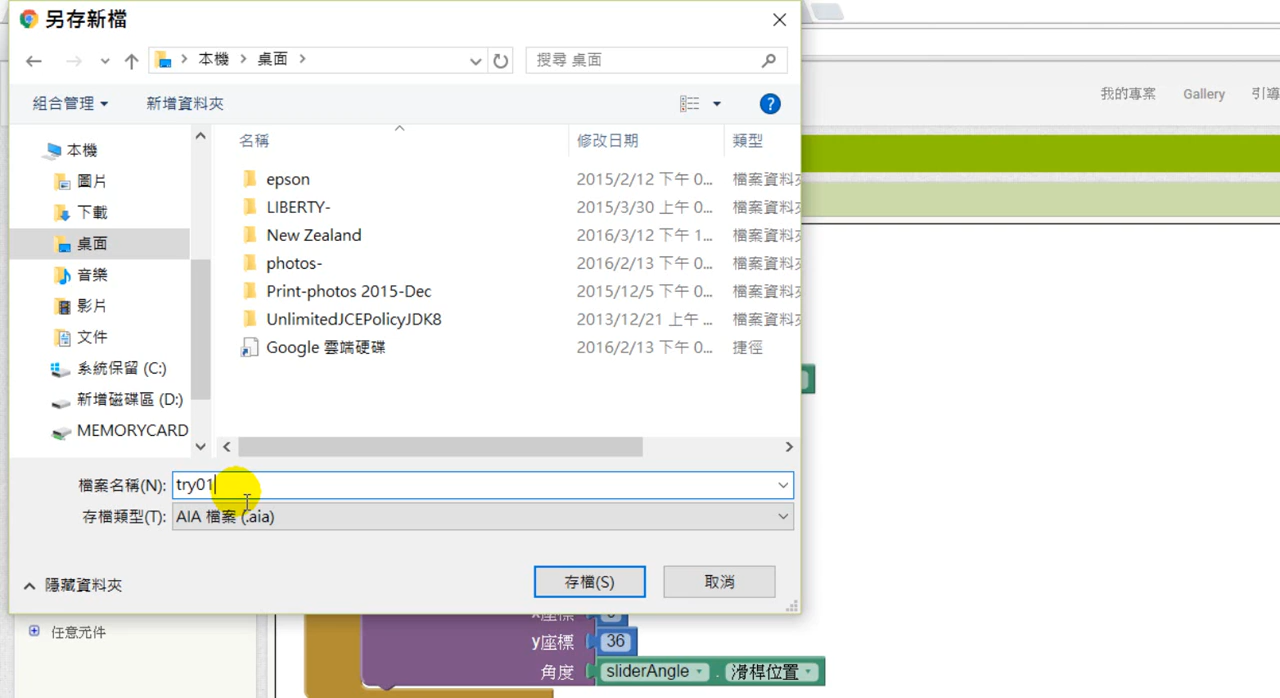 另存新檔
本機 桌面
搜尋 桌面
組合管理 新增資料夾
我的專案 Gallery 引導
名稱 修改日期 類型
本機
圖片
下載
桌面
音樂
影片
文件
系統保留 (C:)
新增磁碟區 (D:)
MEMORYCARD
epson 2015/2/12 下午 0... 檔案資料夾
LIBERTY- 2015/3/30 上午 0... 檔案資料夾
New Zealand 2016/3/12 下午 1... 檔案資料夾
photos- 2016/2/13 下午 0... 檔案資料夾
Print-photos 2015-Dec 2015/12/5 下午 0... 檔案資料夾
UnlimitedJCEPolicyJDK8 2013/12/21 上午 ... 檔案資料夾
Google 雲端硬碟 2016/2/13 下午 0... 捷徑
檔案名稱(N): try01
存檔類型(T): AIA 檔案 (.aia)
隱藏資料夾 存檔(S) 取消
任意元件
x座標
y座標 36
角度 sliderAngle . 滑桿位置